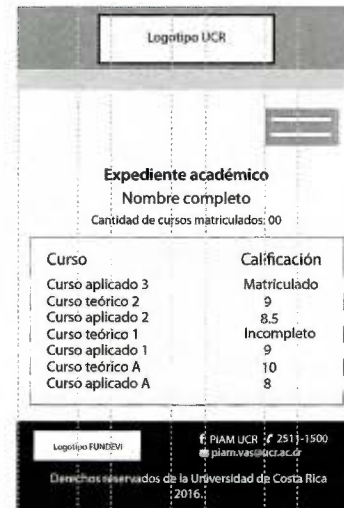 Logotipo UCR
Expediente académico
Nombre completo
Cantidad de cursos matriculados: 00
Curso Calificación
Curso aplicado 3 Matriculado
Curso teórico 2 9
Curso aplicado 2 8.5
Curso teórico 1 Incompleto
Curso aplicado 1 9
Curso teórico A 10
Curso aplicado A 8
Logotipo FUNDEVI
PIAM UCR 2511-1500
piam.vas@ucr.ac.cr
Derechos reservados de la Universidad de Costa Rica
2016.